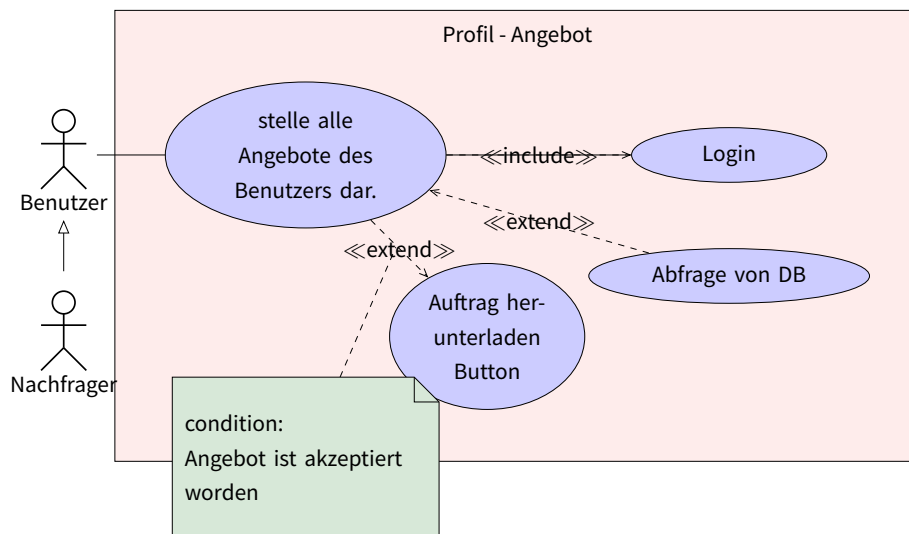 Profil - Angebot
stelle alle
Angebote des
Benutzers dar.
≪include≫
Login
Benutzer
≪extend≫
≪extend≫
Abfrage von DB
Auftrag her-
unterladen
Button
Nachfrager
condition:
Angebot ist akzeptiert
worden